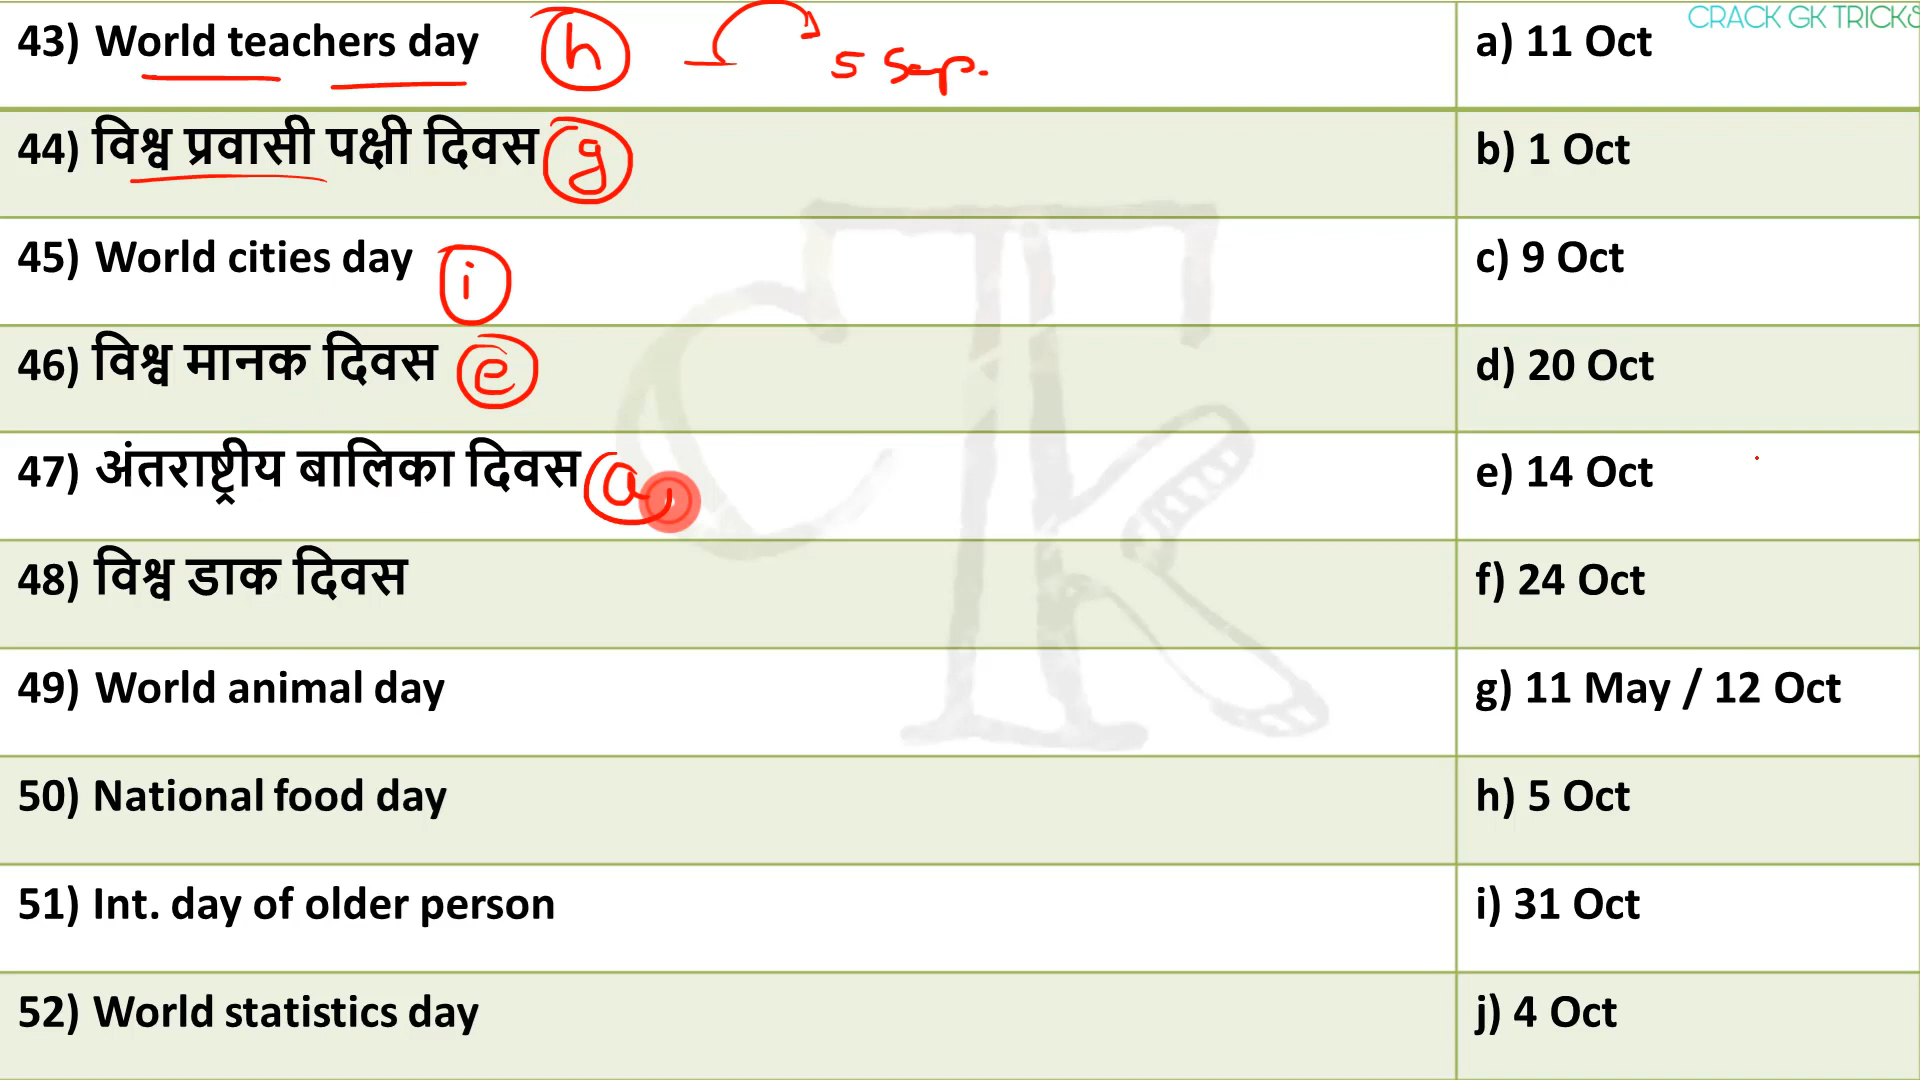 CRACK GK TRICKS
43) World teachers day h 5 Sep. a) 11 Oct
44) विश्व प्रवासी पक्षी दिवस g b) 1 Oct
45) World cities day i c) 9 Oct
46) विश्व मानक दिवस e d) 20 Oct
47) अंतराष्ट्रीय बालिका दिवस a e) 14 Oct
48) विश्व डाक दिवस f) 24 Oct
49) World animal day g) 11 May / 12 Oct
50) National food day h) 5 Oct
51) Int. day of older person i) 31 Oct
52) World statistics day j) 4 Oct
CTK